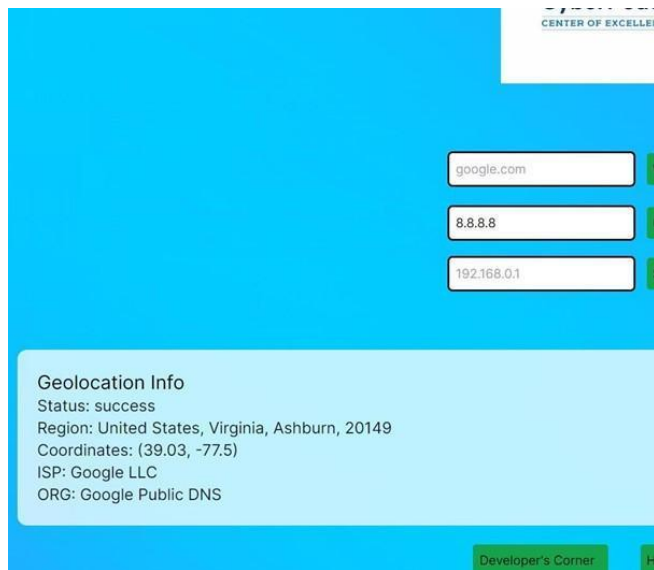 CENTER OF
google.com
8.8.8.8
192.168.0.1
Geolocation Info
Status: success
Region: United States, Virginia, Ashburn, 20149
Coordinates: (39.03, -77.5)
ISP: Google LLC
ORG: Google Public DNS
Developer's Corner